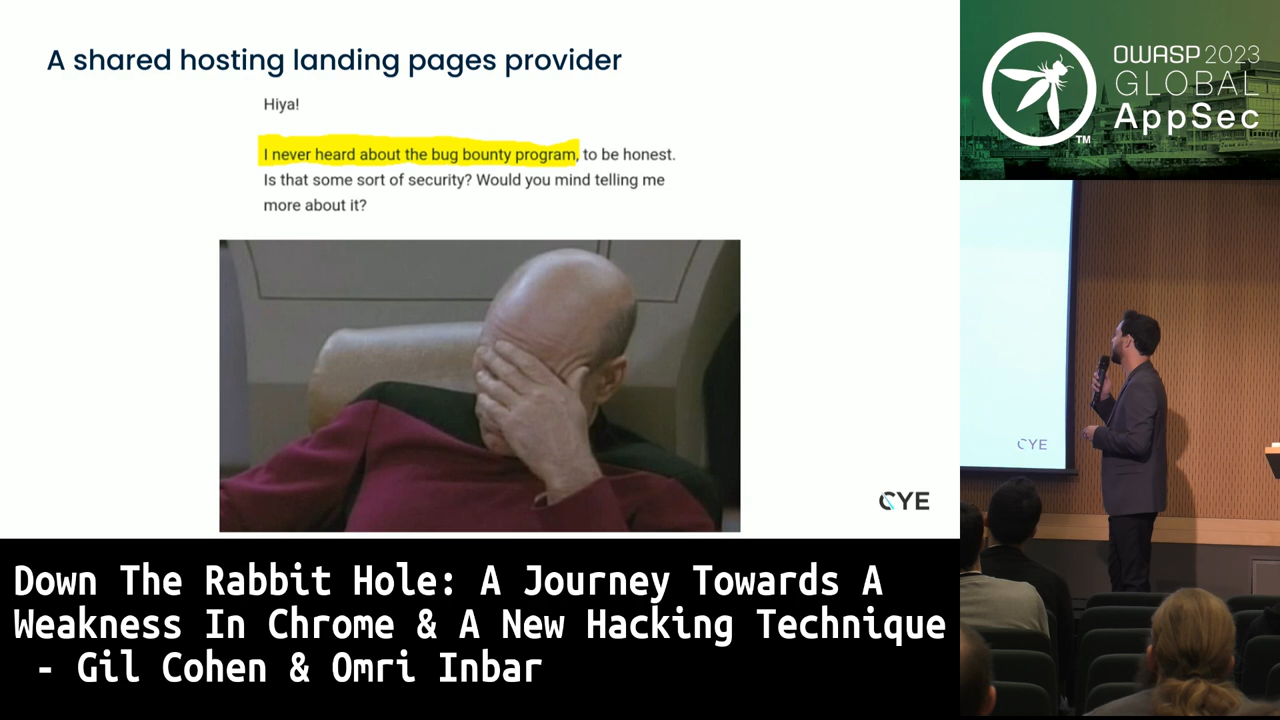 A shared hosting landing pages provider
Hiya!
I never heard about the bug bounty program, to be honest.
Is that some sort of security? Would you mind telling me
more about it?
CYE
OWASP 2023
GLOBAL
AppSec
TM
CYE
Down The Rabbit Hole: A Journey Towards A
Weakness In Chrome & A New Hacking Technique
- Gil Cohen & Omri Inbar